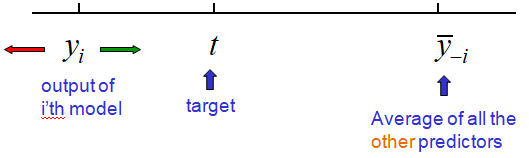 yᵢ t y̅₋ᵢ
output of
i'th model
target
Average of all the
other predictors